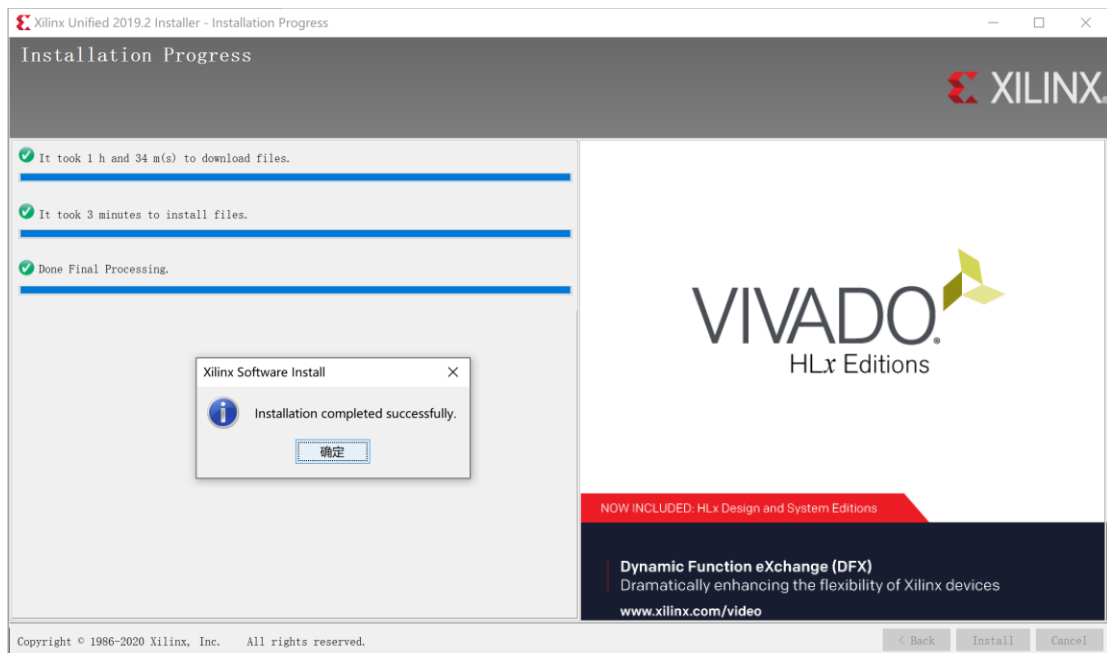 Xilinx Unified 2019.2 Installer - Installation Progress
Installation Progress
XILINX.
It took 1 h and 34 m(s) to download files.
It took 3 minutes to install files.
Done Final Processing.
VIVADO.
HLx Editions
Xilinx Software Install
Installation completed successfully.
确定
NOW INCLUDED: HLx Design and System Editions
Dynamic Function eXchange (DFX)
Dramatically enhancing the flexibility of Xilinx devices
www.xilinx.com/video
Copyright © 1986-2020 Xilinx, Inc. All rights reserved.
< Back Install Cancel